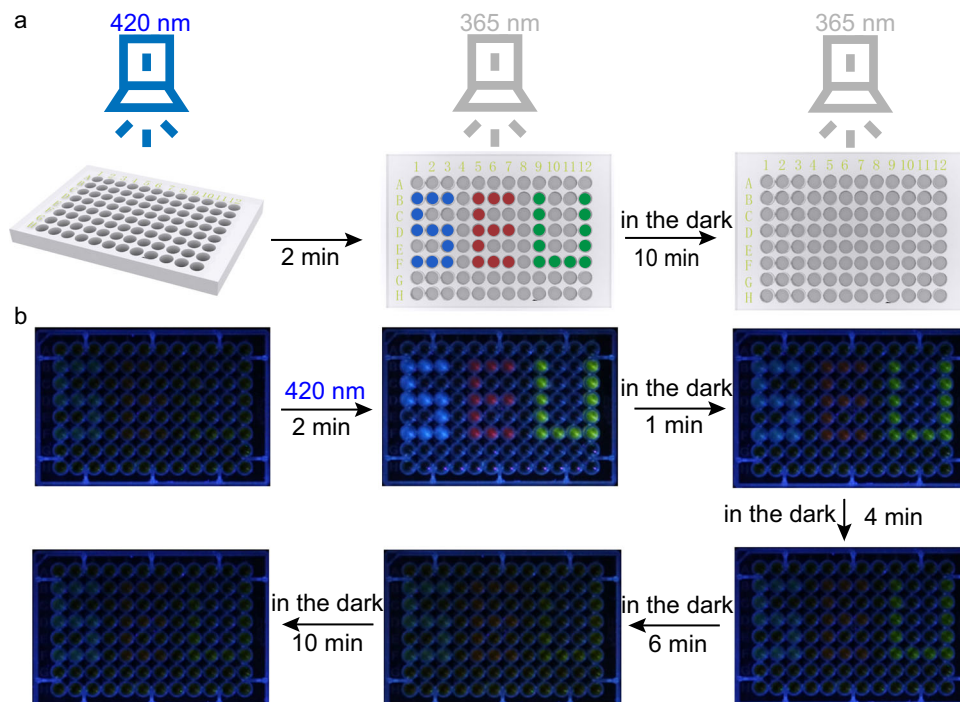 a
420 nm
365 nm
365 nm
1 2 3 4 5 6 7 8 9 10 11 12
A
B
C
D
E
F
G
H
2 min
1 2 3 4 5 6 7 8 9 10 11 12
A
B
C
D
E
F
G
H
in the dark
10 min
b
420 nm
2 min
in the dark
1 min
in the dark
4 min
in the dark
6 min
in the dark
10 min